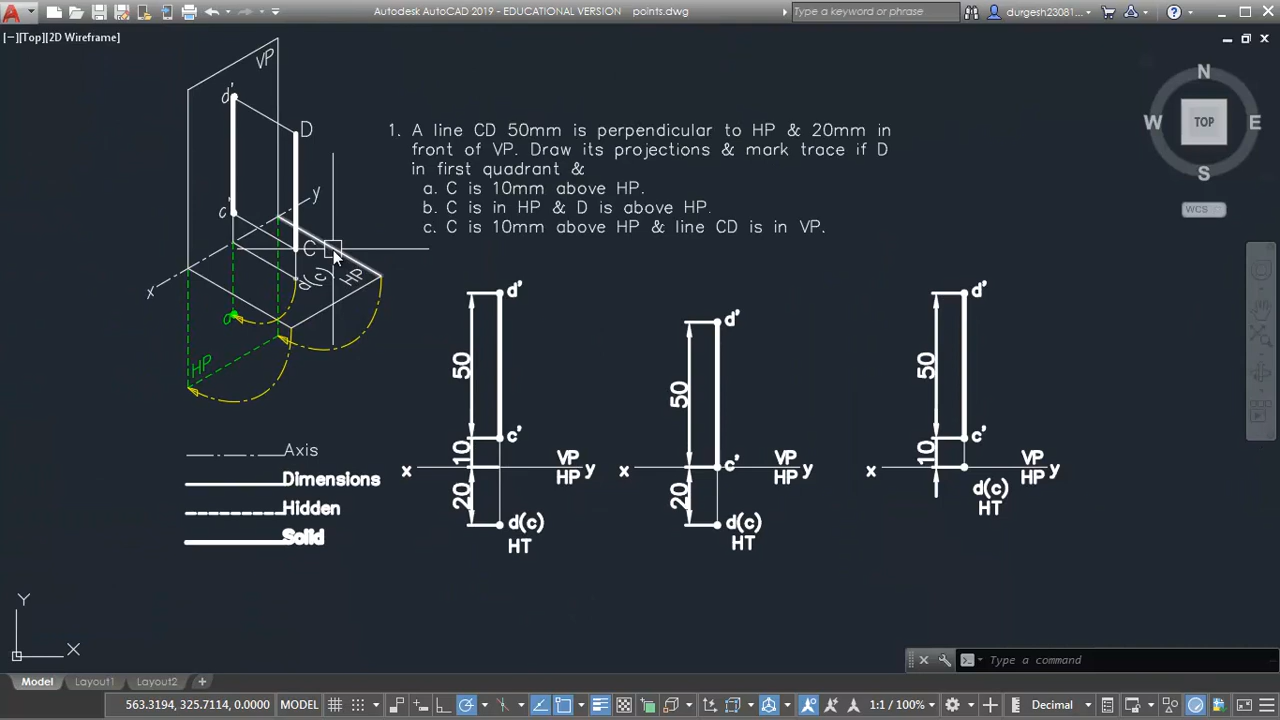 Autodesk AutoCAD 2019 - EDUCATIONAL VERSION points.dwg
Type a keyword or phrase
durgesh23081...
[−][Top][2D Wireframe]
VP
d'
D
y
c'
C
d(c)
HP
x
HP
1. A line CD 50mm is perpendicular to HP & 20mm in
front of VP. Draw its projections & mark trace if D
in first quadrant &
a. C is 10mm above HP.
b. C is in HP & D is above HP.
c. C is 10mm above HP & line CD is in VP.
N
W TOP E
S
WCS
d'
50
c'
10
x VP y
HP
20
d(c)
HT
d'
50
c'
x VP y
HP
20
d(c)
HT
d'
50
c'
10
x VP y
HP
d(c)
HT
Axis
Dimensions
Hidden
Solid
Y
X
Type a command
Model Layout1 Layout2 +
563.3194, 325.7114, 0.0000 MODEL 1:1 / 100% Decimal